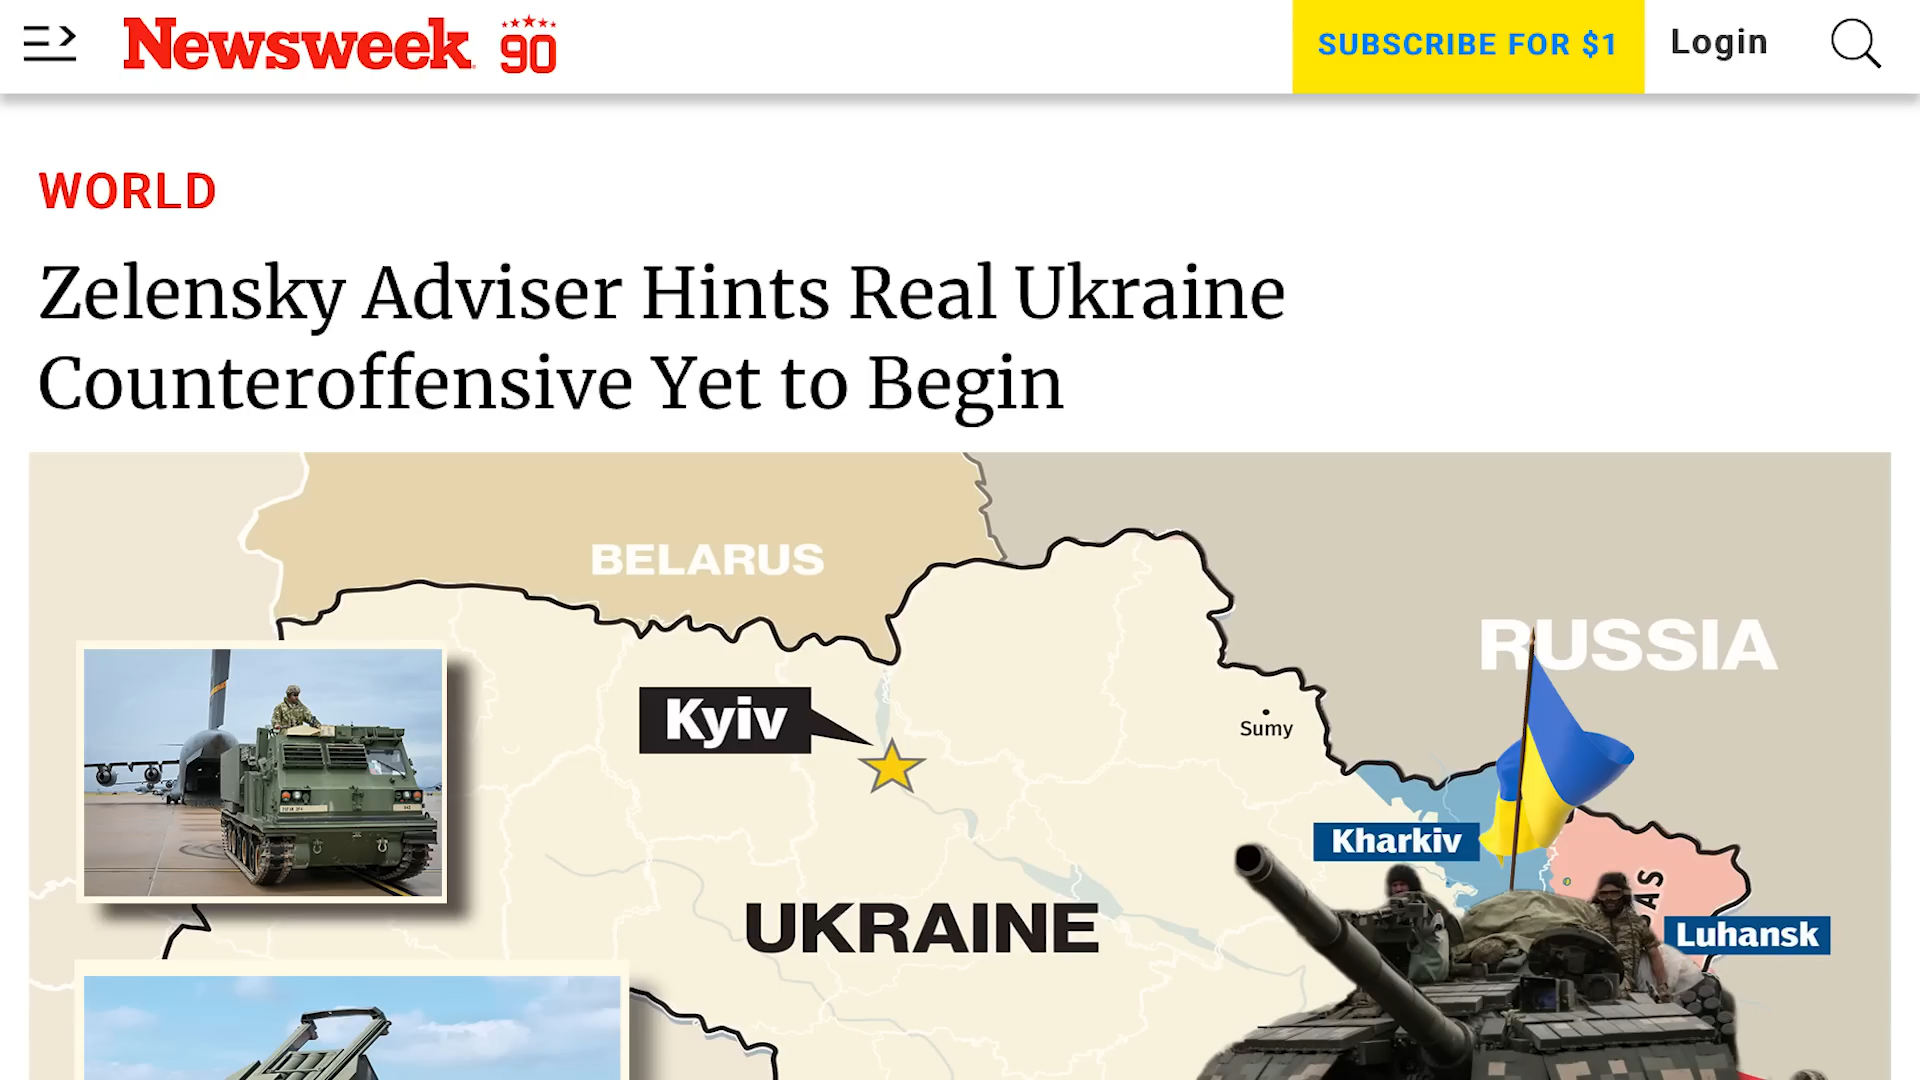 Newsweek 90
SUBSCRIBE FOR $1
Login
WORLD
Zelensky Adviser Hints Real Ukraine
Counteroffensive Yet to Begin
BELARUS
RUSSIA
Kyiv
Sumy
Kharkiv
UKRAINE
Luhansk